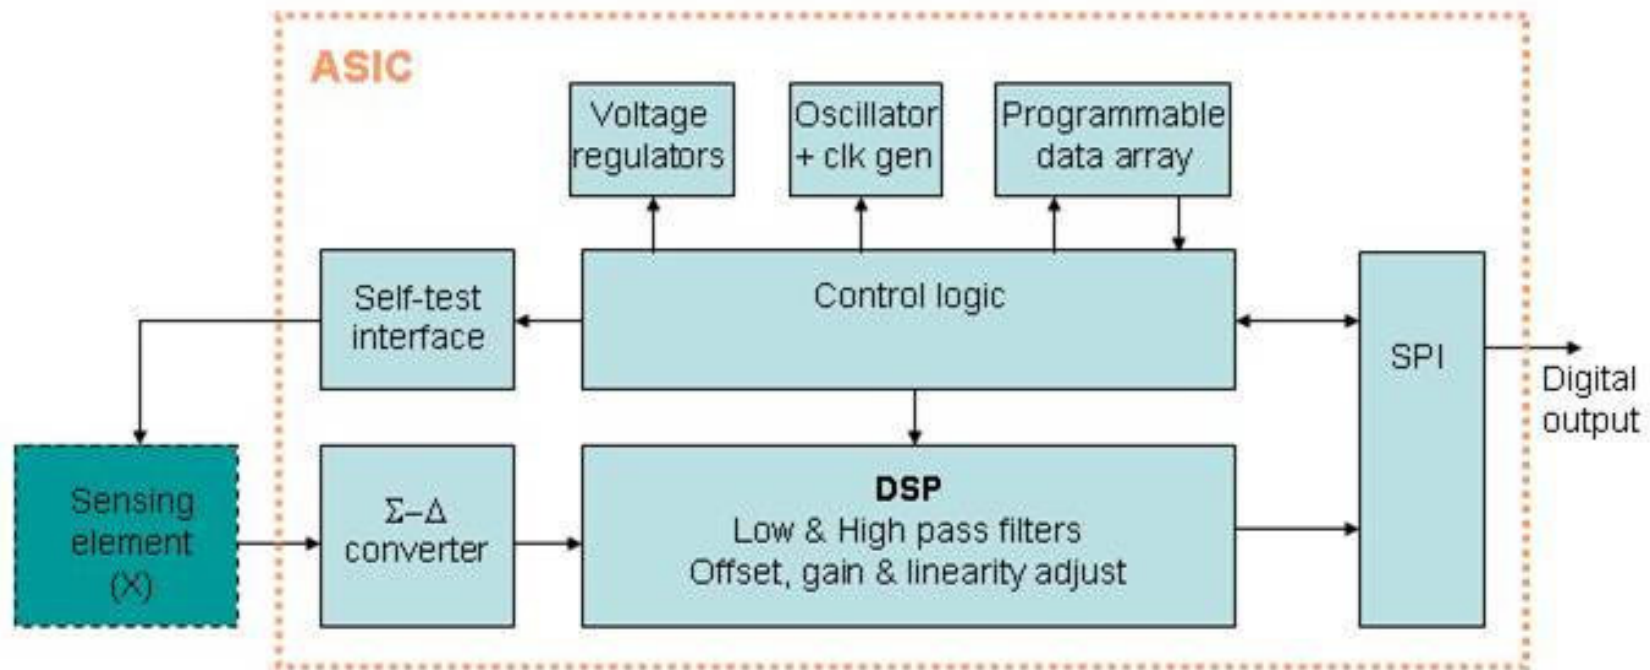 ASIC
Voltage
regulators
Oscillator
+ clk gen
Programmable
data array
Self-test
interface
Control logic
SPI
Digital
output
Sensing
element
(X)
Σ–Δ
converter
DSP
Low & High pass filters
Offset, gain & linearity adjust